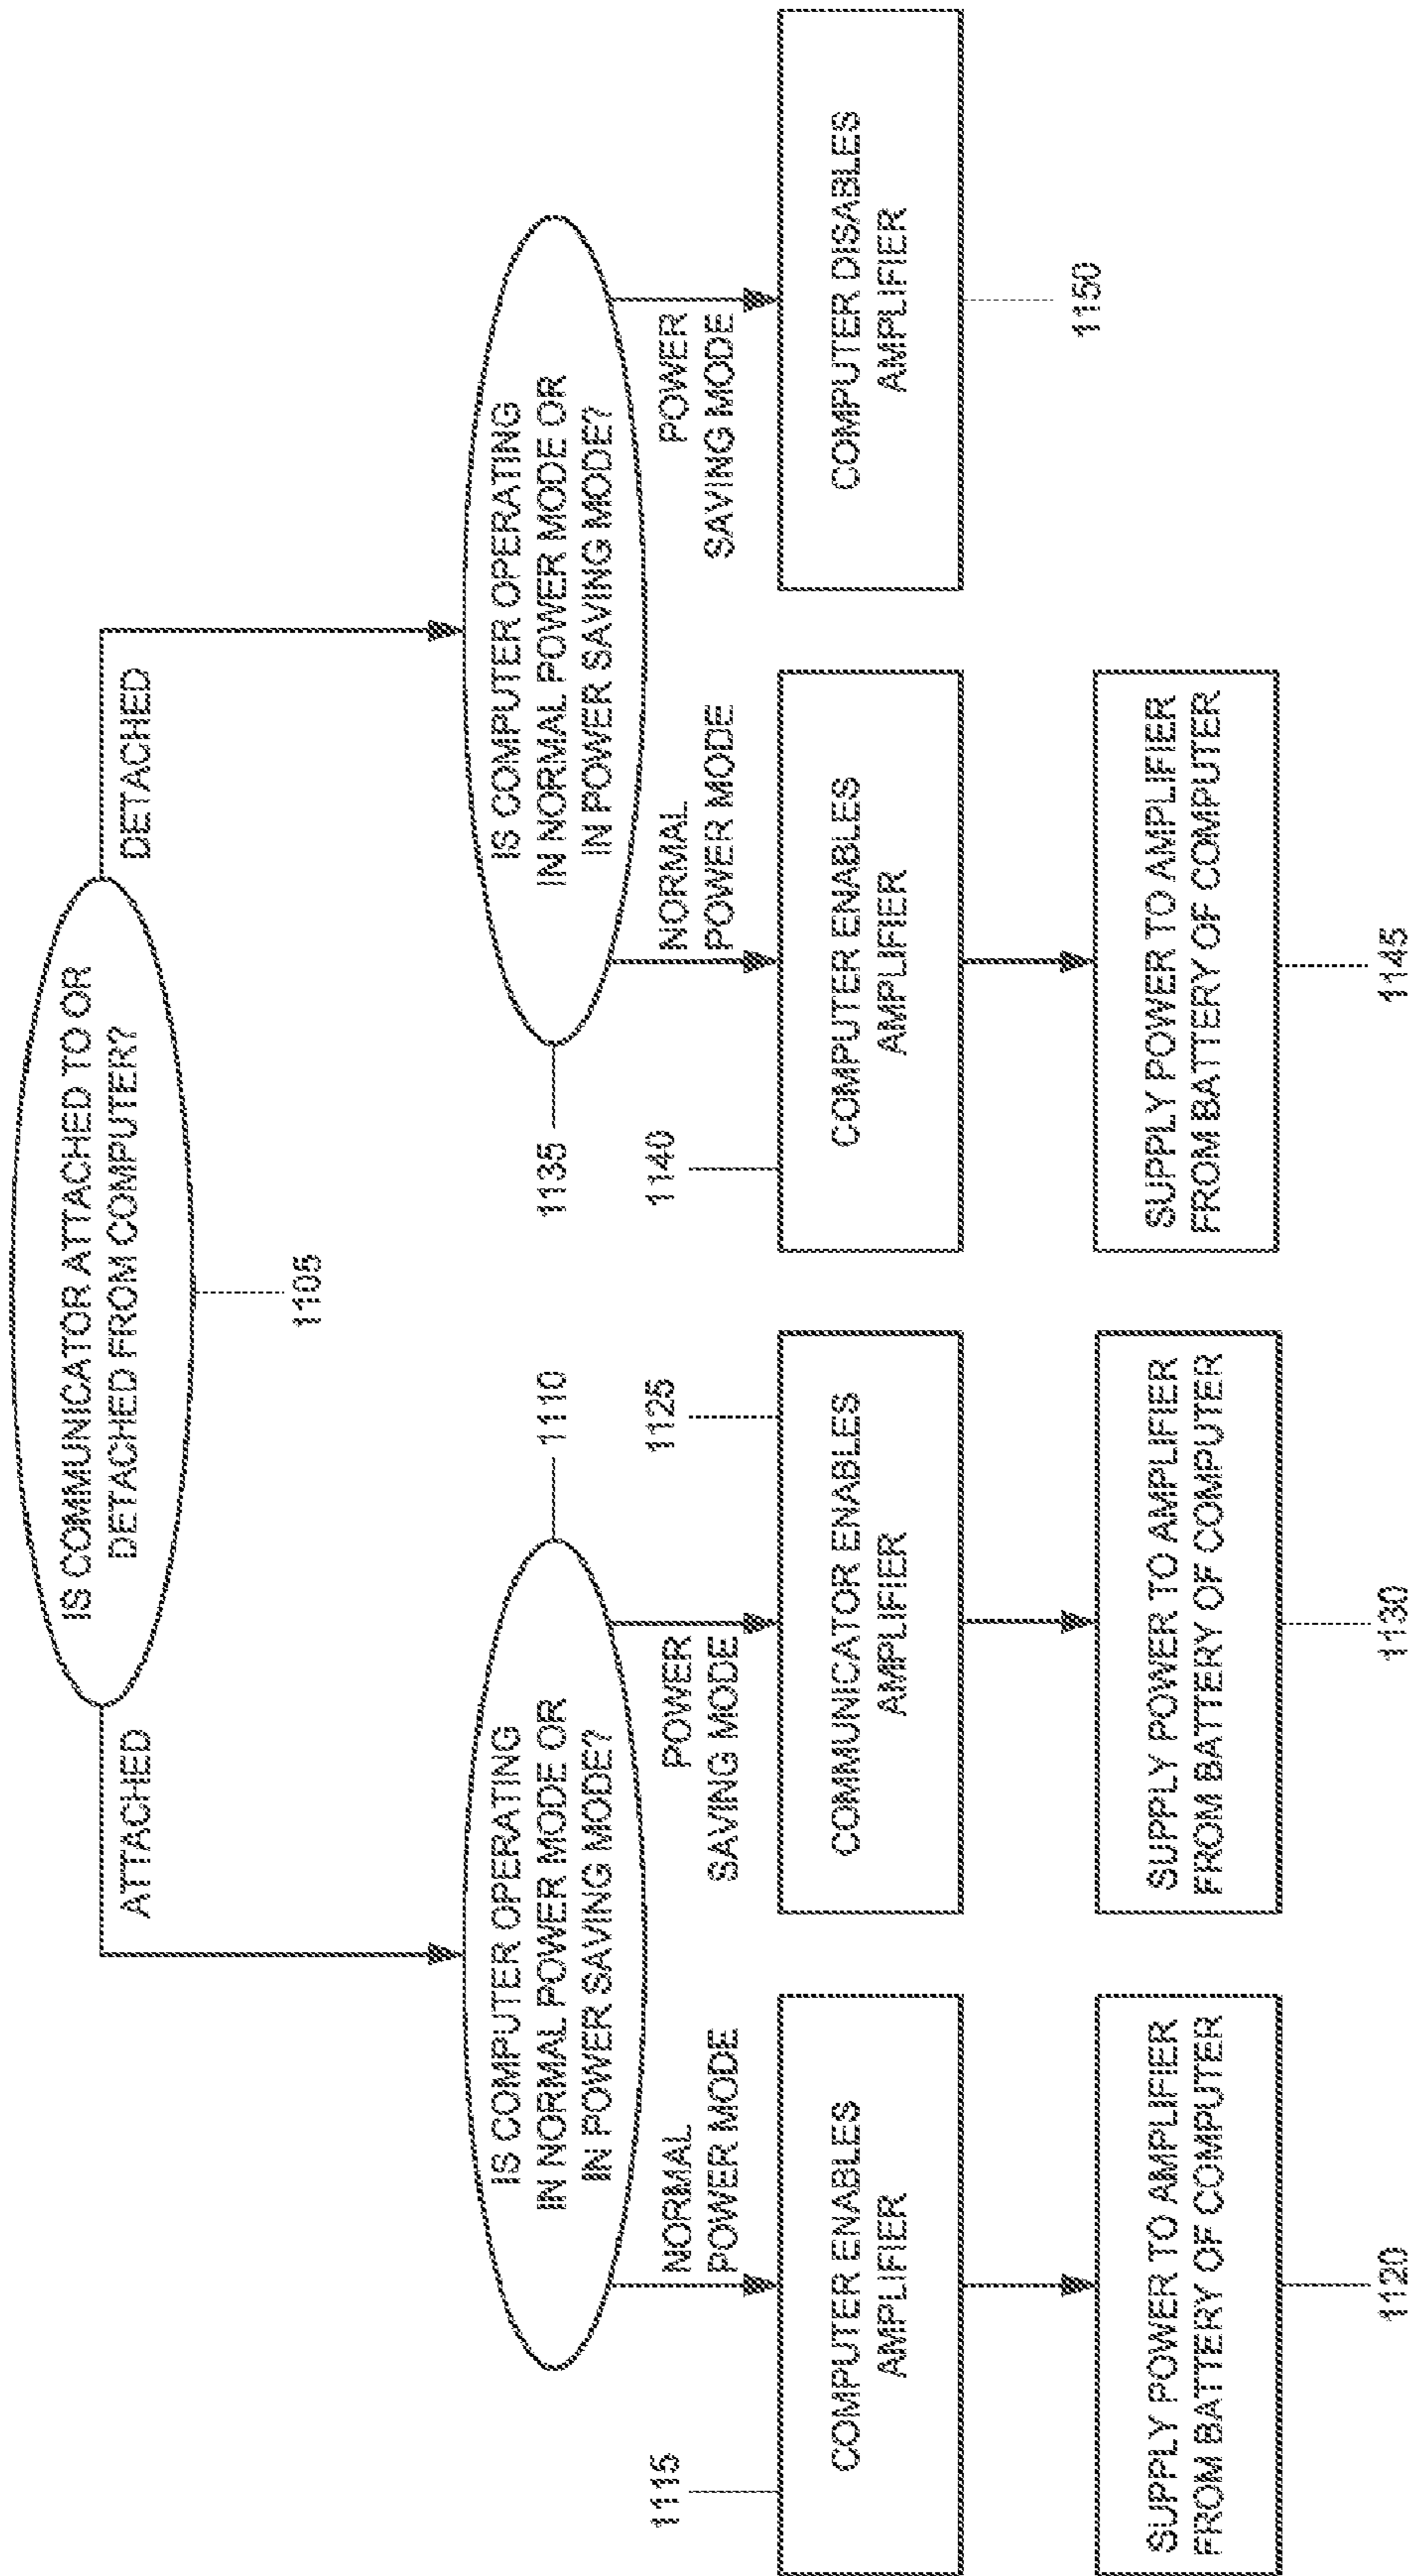 IS COMMUNICATOR ATTACHED TO OR
DETACHED FROM COMPUTER?
1105
ATTACHED
DETACHED
IS COMPUTER OPERATING
IN NORMAL POWER MODE OR
IN POWER SAVING MODE?
1110
NORMAL
POWER MODE
POWER
SAVING MODE
1115
COMPUTER ENABLES
AMPLIFIER
1125
COMMUNICATOR ENABLES
AMPLIFIER
SUPPLY POWER TO AMPLIFIER
FROM BATTERY OF COMPUTER
1120
SUPPLY POWER TO AMPLIFIER
FROM BATTERY OF COMPUTER
1130
IS COMPUTER OPERATING
IN NORMAL POWER MODE OR
IN POWER SAVING MODE?
1135
NORMAL
POWER MODE
POWER
SAVING MODE
1140
COMPUTER ENABLES
AMPLIFIER
COMPUTER DISABLES
AMPLIFIER
1150
SUPPLY POWER TO AMPLIFIER
FROM BATTERY OF COMPUTER
1145